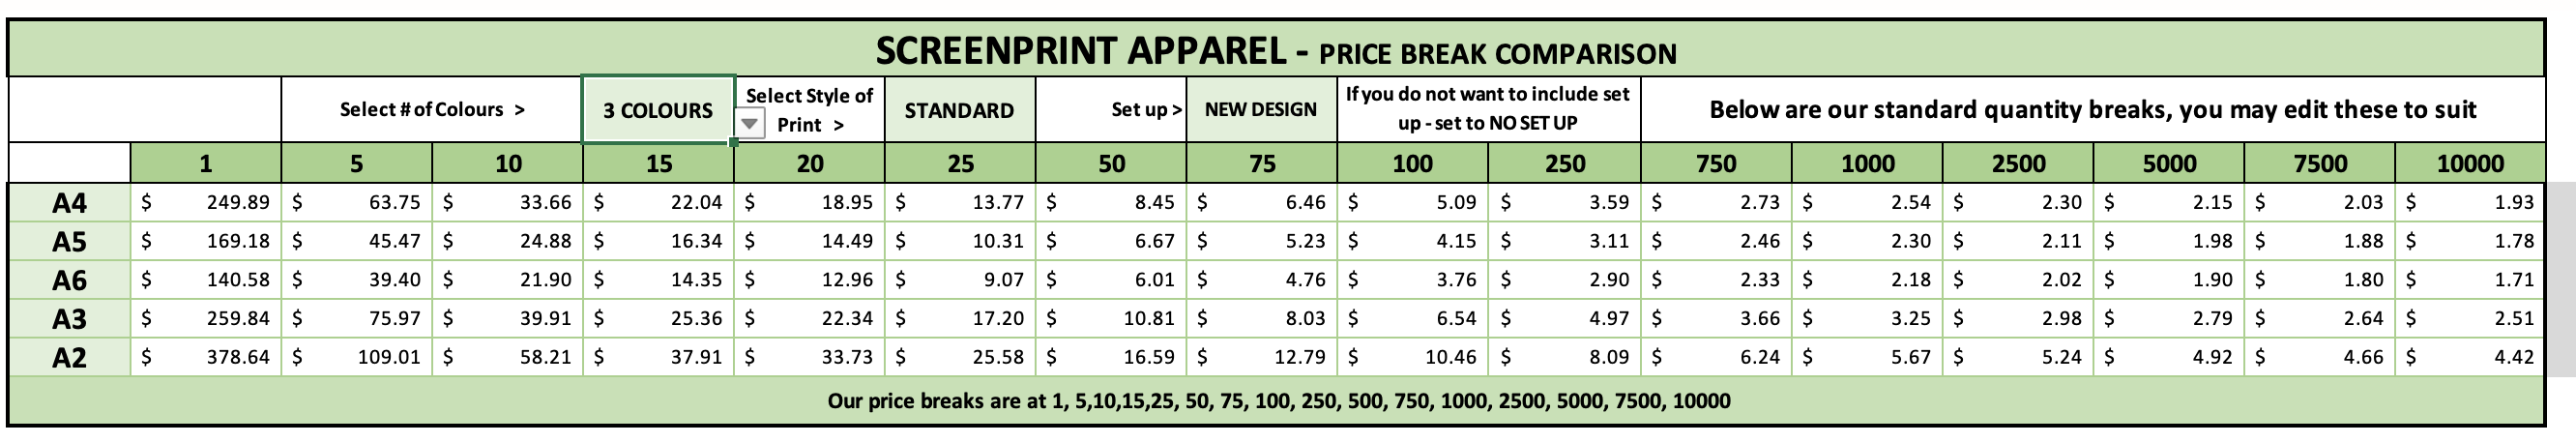 SCREENPRINT APPAREL - PRICE BREAK COMPARISON
Select # of Colours > 3 COLOURS Select Style of Print > STANDARD Set up > NEW DESIGN If you do not want to include set up - set to NO SET UP Below are our standard quantity breaks, you may edit these to suit
1 5 10 15 20 25 50 75 100 250 750 1000 2500 5000 7500 10000
A4 $ 249.89 $ 63.75 $ 33.66 $ 22.04 $ 18.95 $ 13.77 $ 8.45 $ 6.46 $ 5.09 $ 3.59 $ 2.73 $ 2.54 $ 2.30 $ 2.15 $ 2.03 $ 1.93
A5 $ 169.18 $ 45.47 $ 24.88 $ 16.34 $ 14.49 $ 10.31 $ 6.67 $ 5.23 $ 4.15 $ 3.11 $ 2.46 $ 2.30 $ 2.11 $ 1.98 $ 1.88 $ 1.78
A6 $ 140.58 $ 39.40 $ 21.90 $ 14.35 $ 12.96 $ 9.07 $ 6.01 $ 4.76 $ 3.76 $ 2.90 $ 2.33 $ 2.18 $ 2.02 $ 1.90 $ 1.80 $ 1.71
A3 $ 259.84 $ 75.97 $ 39.91 $ 25.36 $ 22.34 $ 17.20 $ 10.81 $ 8.03 $ 6.54 $ 4.97 $ 3.66 $ 3.25 $ 2.98 $ 2.79 $ 2.64 $ 2.51
A2 $ 378.64 $ 109.01 $ 58.21 $ 37.91 $ 33.73 $ 25.58 $ 16.59 $ 12.79 $ 10.46 $ 8.09 $ 6.24 $ 5.67 $ 5.24 $ 4.92 $ 4.66 $ 4.42
Our price breaks are at 1, 5,10,15,25, 50, 75, 100, 250, 500, 750, 1000, 2500, 5000, 7500, 10000